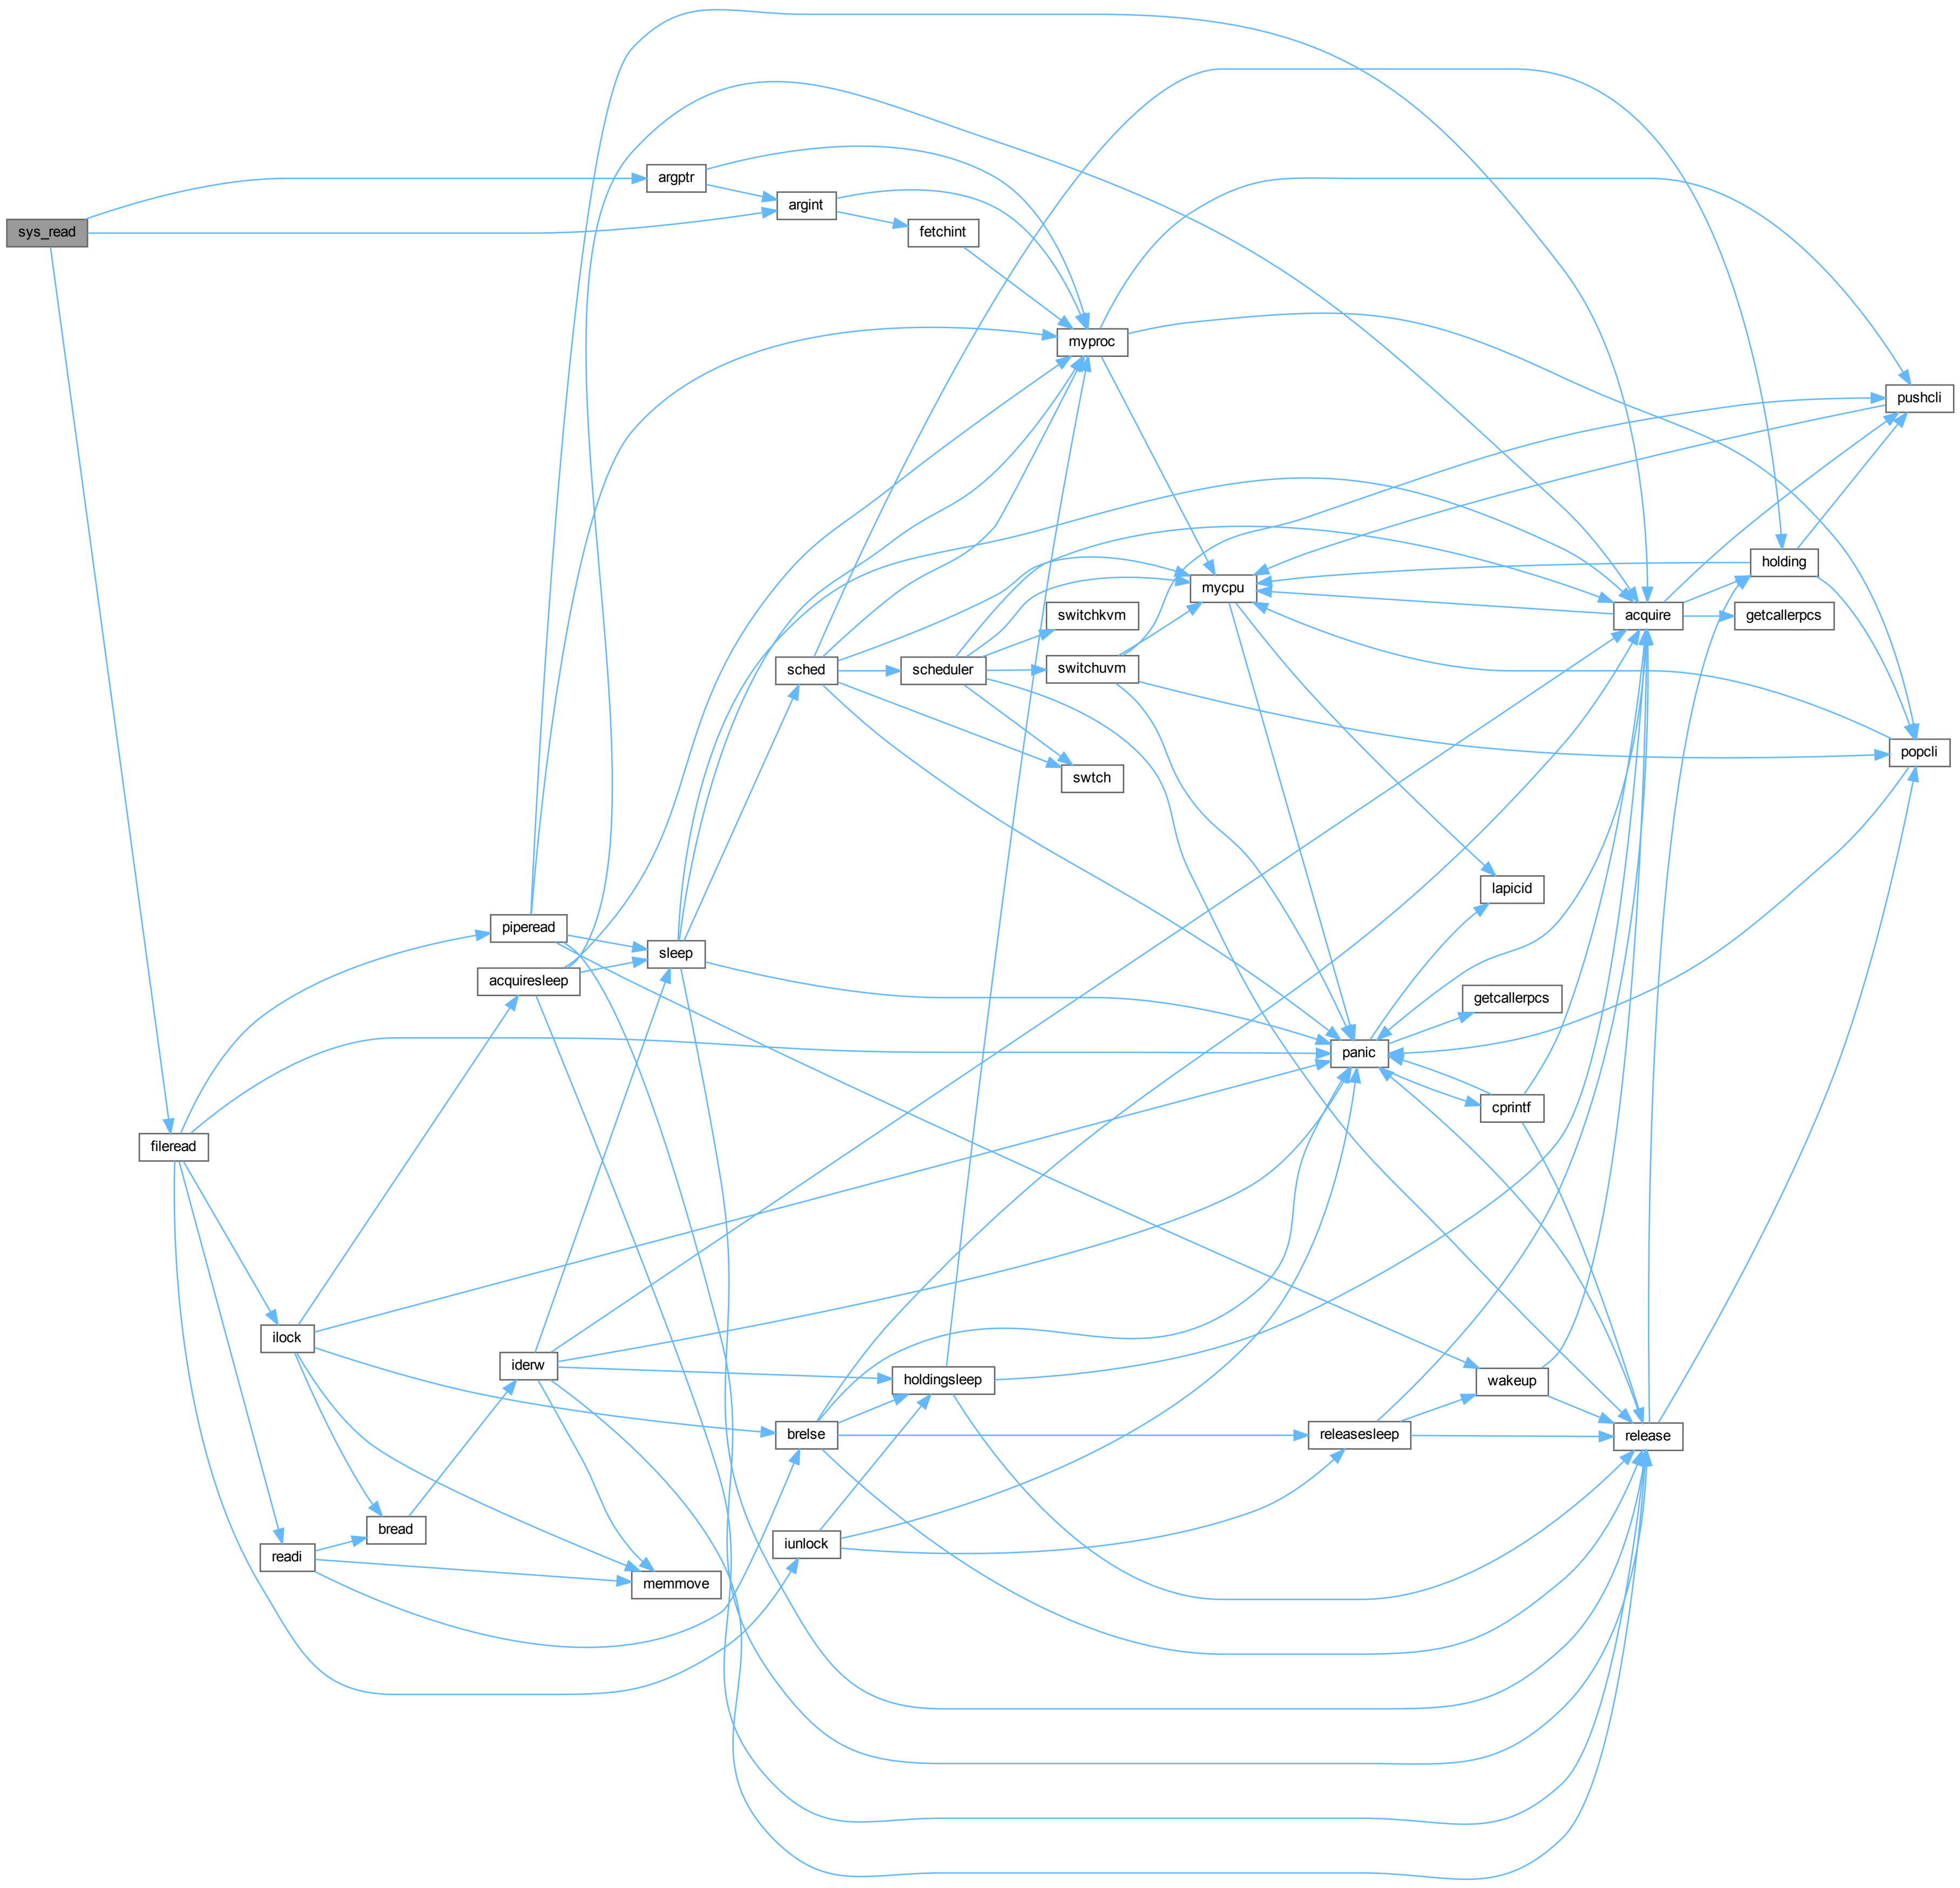 sys_read
argptr
argint
fetchint
myproc
pushcli
holding
mycpu
switchkvm
acquire
getcallerpcs
sched
scheduler
switchuvm
popcli
swtch
lapicid
piperead
sleep
acquiresleep
getcallerpcs
panic
cprintf
fileread
ilock
iderw
holdingsleep
wakeup
brelse
releasesleep
release
bread
iunlock
readi
memmove